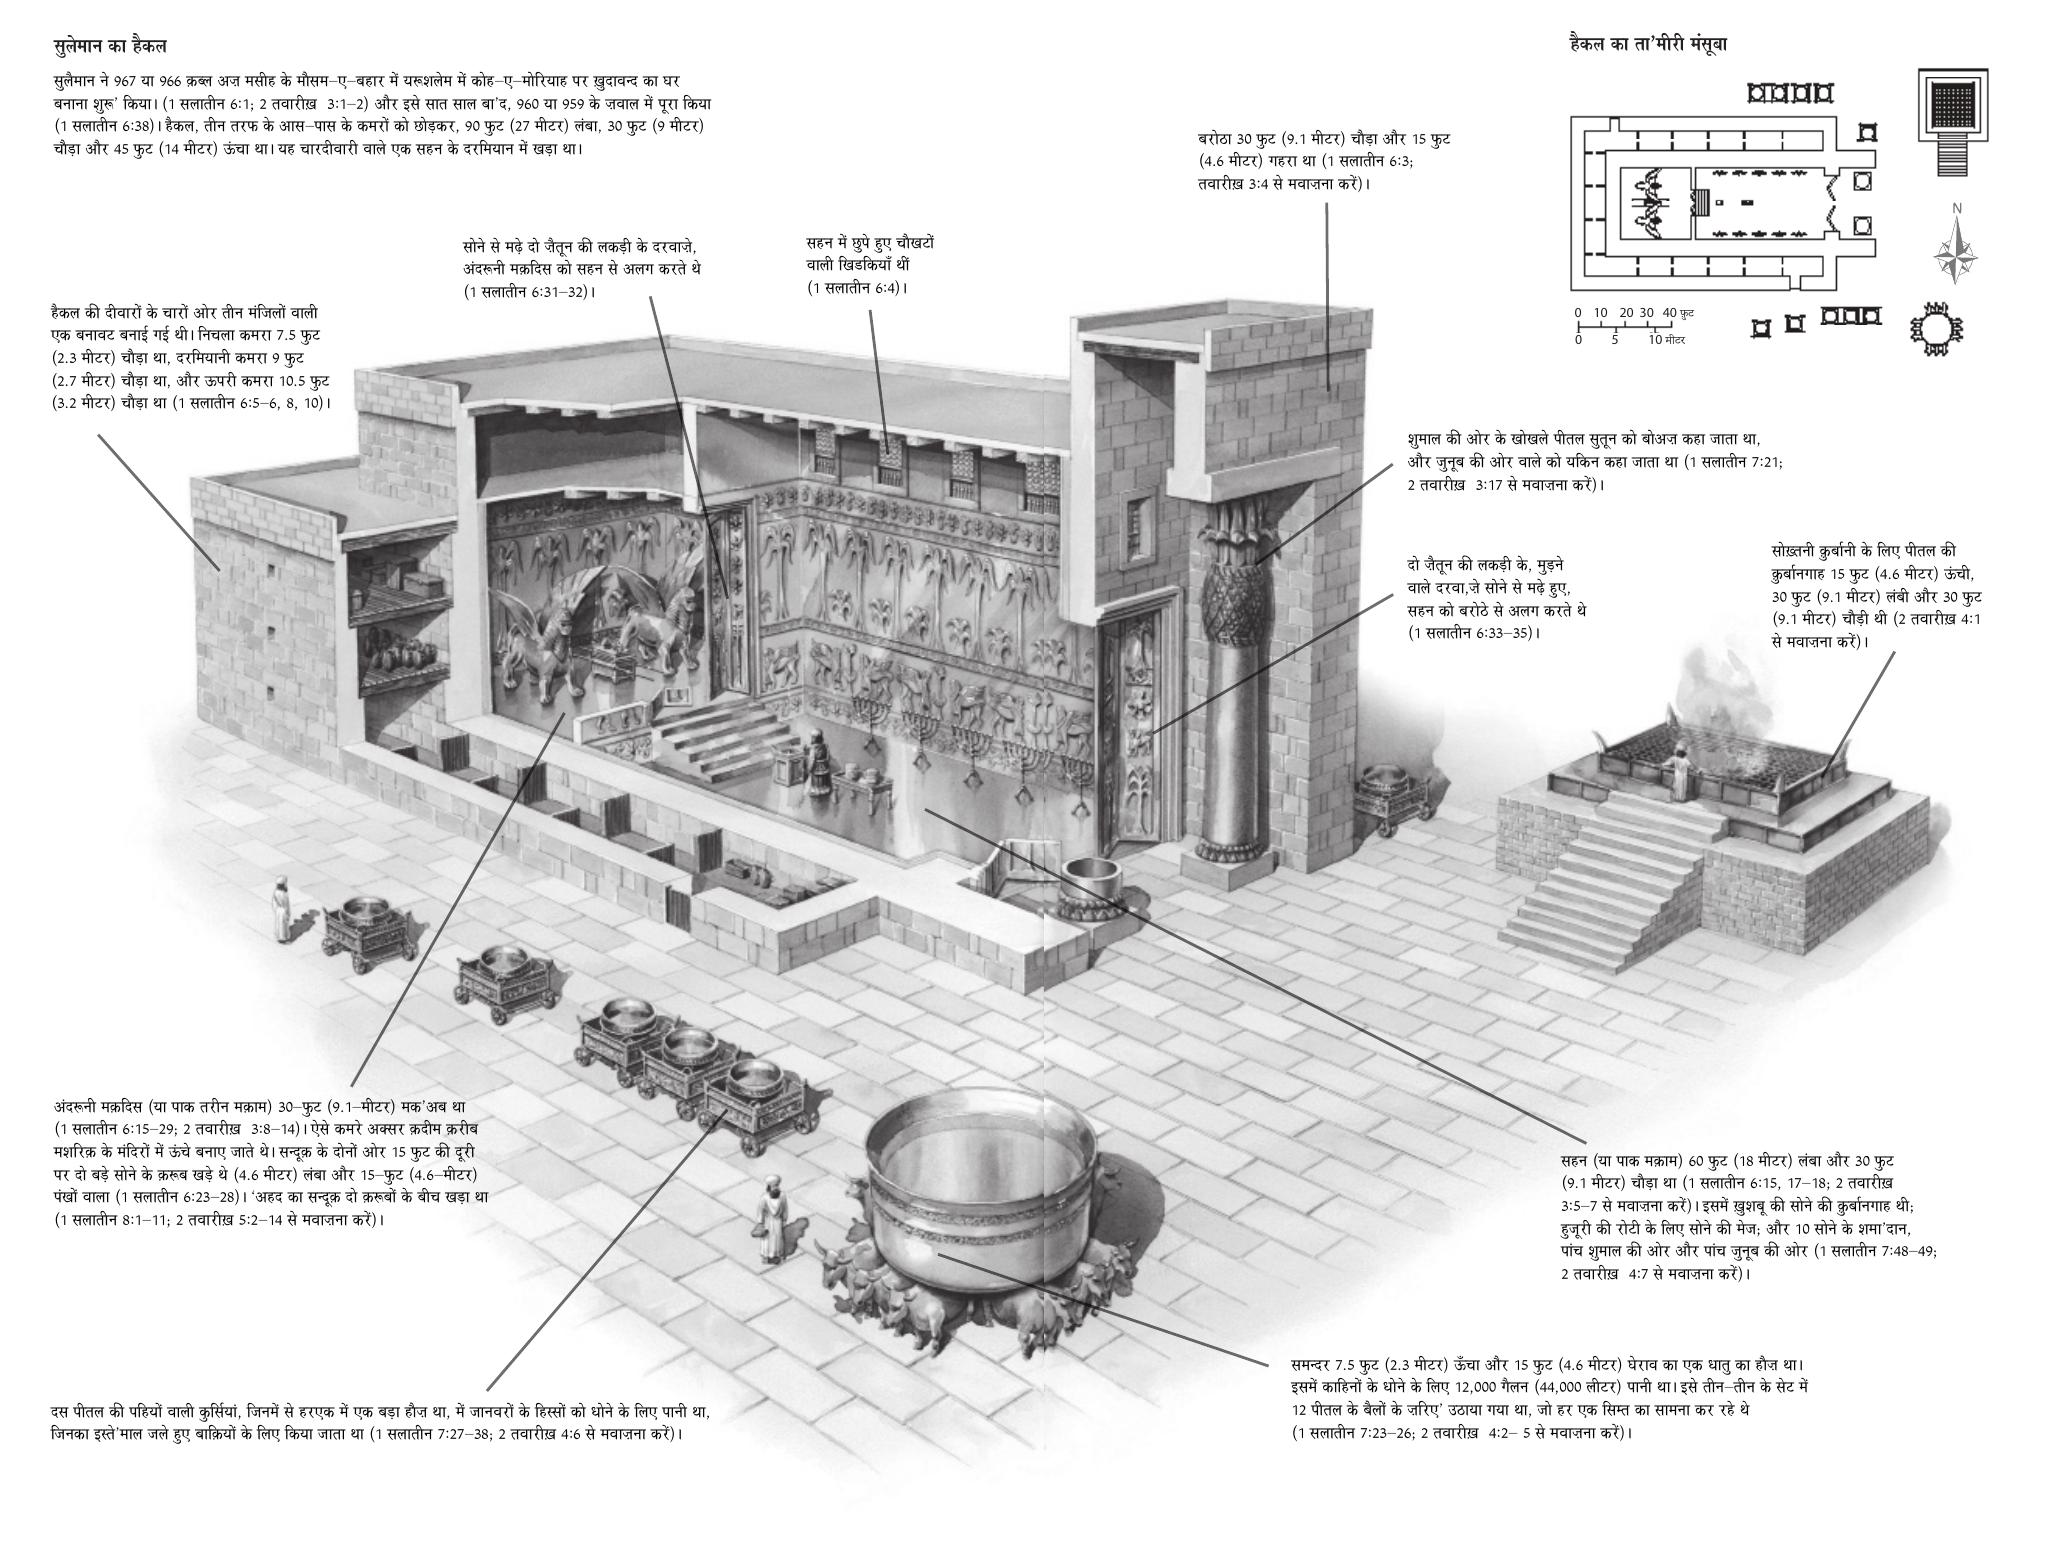 सुलेमान का हैकल
सुलैमान ने 967 या 966 क़ब्ल अज़ मसीह के मौसम-ए-बहार में यरूशलेम में कोह-ए-मोरियाह पर ख़ुदावन्द का घर
बनाना शुरू' किया। (1 सलातीन 6:1; 2 तवारीख़ 3:1-2) और इसे सात साल बा'द, 960 या 959 के ज़वाल में पूरा किया
(1 सलातीन 6:38)। हैकल, तीन तरफ के आस-पास के कमरों को छोड़कर, 90 फुट (27 मीटर) लंबा, 30 फुट (9 मीटर)
चौड़ा और 45 फुट (14 मीटर) ऊंचा था। यह चारदीवारी वाले एक सहन के दरमियान में खड़ा था।
हैकल का ता'मीरी मंसूबा
N
0 10 20 30 40 फ़ुट
0 5 10 मीटर
बरोठा 30 फुट (9.1 मीटर) चौड़ा और 15 फुट
(4.6 मीटर) गहरा था (1 सलातीन 6:3;
तवारीख़ 3:4 से मवाज़ना करें)।
सोने से मढ़े दो ज़ैतून की लकड़ी के दरवाजे,
अंदरूनी मक़दिस को सहन से अलग करते थे
(1 सलातीन 6:31-32)।
सहन में छुपे हुए चौखटों
वाली खिडकियाँ थीं
(1 सलातीन 6:4)।
हैकल की दीवारों के चारों ओर तीन मंजिलों वाली
एक बनावट बनाई गई थी। निचला कमरा 7.5 फुट
(2.3 मीटर) चौड़ा था, दरमियानी कमरा 9 फुट
(2.7 मीटर) चौड़ा था, और ऊपरी कमरा 10.5 फुट
(3.2 मीटर) चौड़ा था (1 सलातीन 6:5-6, 8, 10)।
शुमाल की ओर के खोखले पीतल सुतून को बोअज़ कहा जाता था,
और जुनूब की ओर वाले को यकिन कहा जाता था (1 सलातीन 7:21;
2 तवारीख़ 3:17 से मवाज़ना करें)।
दो ज़ैतून की लकड़ी के, मुड़ने
वाले दरवा,ज़े सोने से मढ़े हुए,
सहन को बरोठे से अलग करते थे
(1 सलातीन 6:33-35)।
सोख़्तनी क़ुर्बानी के लिए पीतल की
क़ुर्बानगाह 15 फुट (4.6 मीटर) ऊंची,
30 फुट (9.1 मीटर) लंबी और 30 फुट
(9.1 मीटर) चौड़ी थी (2 तवारीख़ 4:1
से मवाज़ना करें)।
अंदरूनी मक़दिस (या पाक तरीन मक़ाम) 30-फुट (9.1-मीटर) मक'अब था
(1 सलातीन 6:15-29; 2 तवारीख़ 3:8-14)। ऐसे कमरे अक्सर क़दीम क़रीब
मशरिक़ के मंदिरों में ऊंचे बनाए जाते थे। सन्दूक़ के दोनों ओर 15 फुट की दूरी
पर दो बड़े सोने के क़रूब खड़े थे (4.6 मीटर) लंबा और 15-फुट (4.6-मीटर)
पंखों वाला (1 सलातीन 6:23-28)। 'अहद का सन्दूक़ दो क़रूबों के बीच खड़ा था
(1 सलातीन 8:1-11; 2 तवारीख़ 5:2-14 से मवाज़ना करें)।
सहन (या पाक मक़ाम) 60 फुट (18 मीटर) लंबा और 30 फुट
(9.1 मीटर) चौड़ा था (1 सलातीन 6:15, 17-18; 2 तवारीख़
3:5-7 से मवाज़ना करें)। इसमें ख़ुशबू की सोने की क़ुर्बानगाह थी;
हुजूरी की रोटी के लिए सोने की मेज; और 10 सोने के शमा'दान,
पांच शुमाल की ओर और पांच जुनूब की ओर (1 सलातीन 7:48-49;
2 तवारीख़ 4:7 से मवाज़ना करें)।
समन्दर 7.5 फुट (2.3 मीटर) ऊँचा और 15 फुट (4.6 मीटर) घेराव का एक धातु का हौज़ था।
इसमें काहिनों के धोने के लिए 12,000 गैलन (44,000 लीटर) पानी था। इसे तीन-तीन के सेट में
12 पीतल के बैलों के ज़रिए' उठाया गया था, जो हर एक सिम्त का सामना कर रहे थे
(1 सलातीन 7:23-26; 2 तवारीख़ 4:2- 5 से मवाज़ना करें)।
दस पीतल की पहियों वाली कुर्सियां, जिनमें से हरएक में एक बड़ा हौज़ था, में जानवरों के हिस्सों को धोने के लिए पानी था,
जिनका इस्ते'माल जले हुए बाक़ियों के लिए किया जाता था (1 सलातीन 7:27-38; 2 तवारीख़ 4:6 से मवाज़ना करें)।